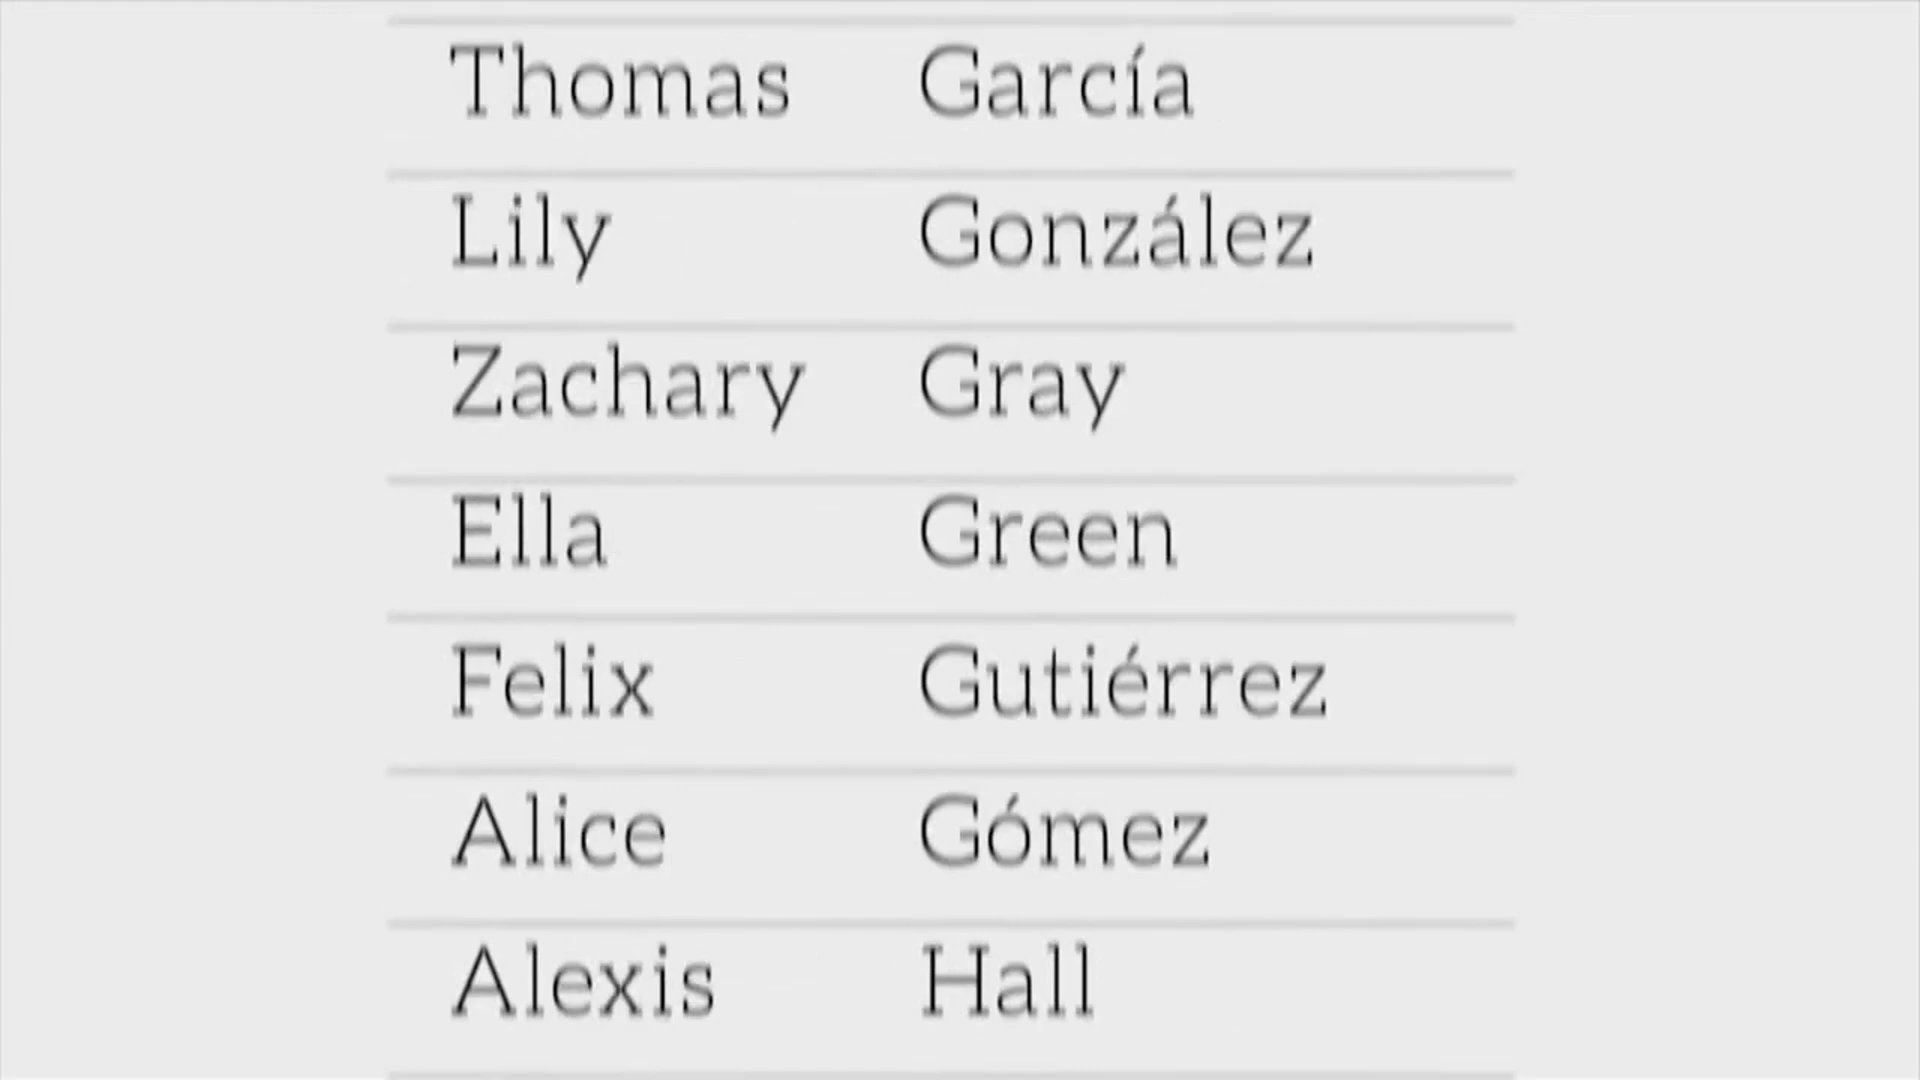 Thomas García
Lily González
Zachary Gray
Ella Green
Felix Gutiérrez
Alice Gómez
Alexis Hall